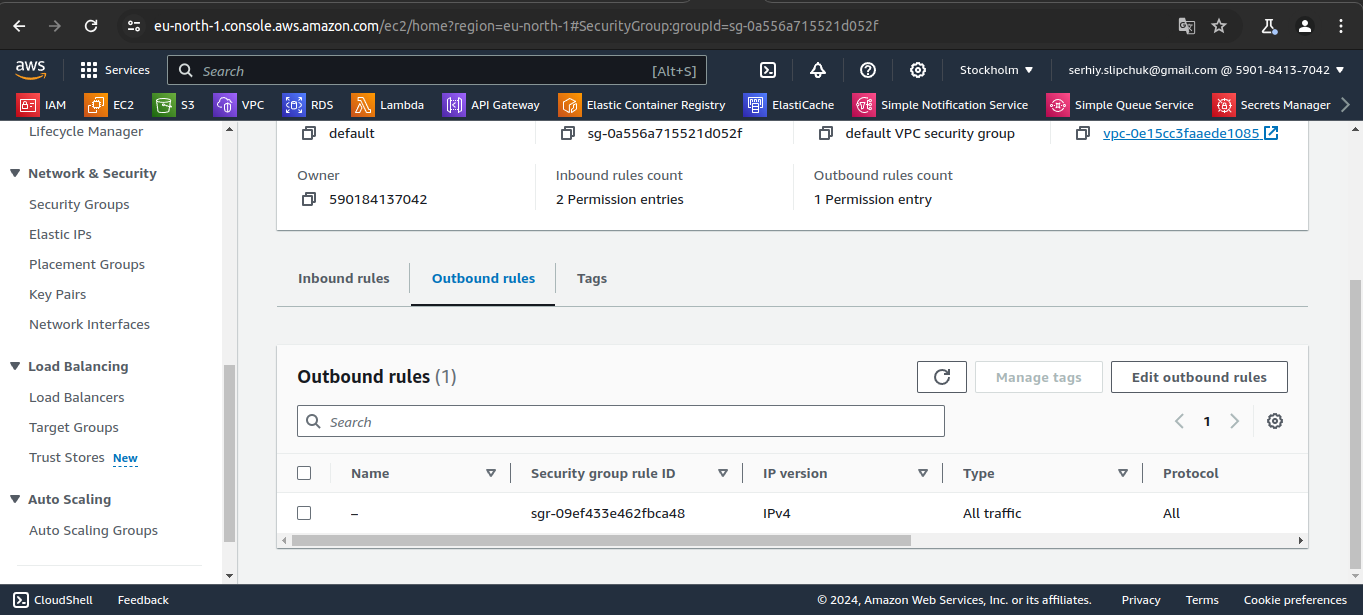 eu-north-1.console.aws.amazon.com/ec2/home?region=eu-north-1#SecurityGroup:groupId=sg-0a556a715521d052f
aws Services Search [Alt+S] Stockholm serhiy.slipchuk@gmail.com @ 5901-8413-7042
IAM EC2 S3 VPC RDS Lambda API Gateway Elastic Container Registry ElastiCache Simple Notification Service Simple Queue Service Secrets Manager
Lifecycle Manager
Network & Security
Security Groups
Elastic IPs
Placement Groups
Key Pairs
Network Interfaces
Load Balancing
Load Balancers
Target Groups
Trust Stores New
Auto Scaling
Auto Scaling Groups
default sg-0a556a715521d052f default VPC security group vpc-0e15cc3faaede1085
Owner Inbound rules count Outbound rules count
590184137042 2 Permission entries 1 Permission entry
Inbound rules Outbound rules Tags
Outbound rules (1) Manage tags Edit outbound rules
Search 1
Name Security group rule ID IP version Type Protocol
– sgr-09ef433e462fbca48 IPv4 All traffic All
CloudShell Feedback © 2024, Amazon Web Services, Inc. or its affiliates. Privacy Terms Cookie preferences